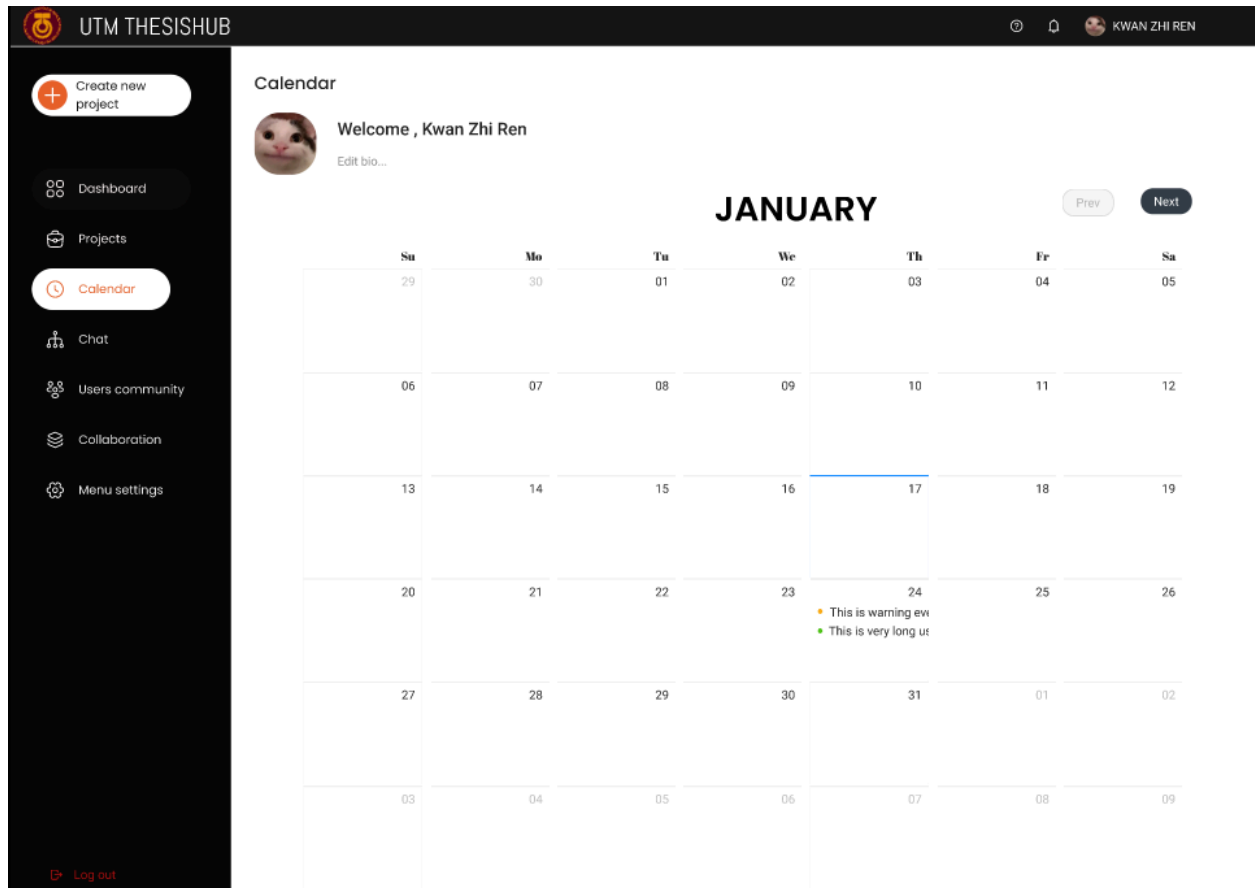 UTM THESISHUB
KWAN ZHI REN
Create new
project
Dashboard
Projects
Calendar
Chat
Users community
Collaboration
Menu settings
Log out
Calendar
Welcome , Kwan Zhi Ren
Edit bio...
JANUARY
Prev
Next
Su Mo Tu We Th Fr Sa
29 30 01 02 03 04 05
06 07 08 09 10 11 12
13 14 15 16 17 18 19
20 21 22 23 24 25 26
This is warning eve
This is very long us
27 28 29 30 31 01 02
03 04 05 06 07 08 09